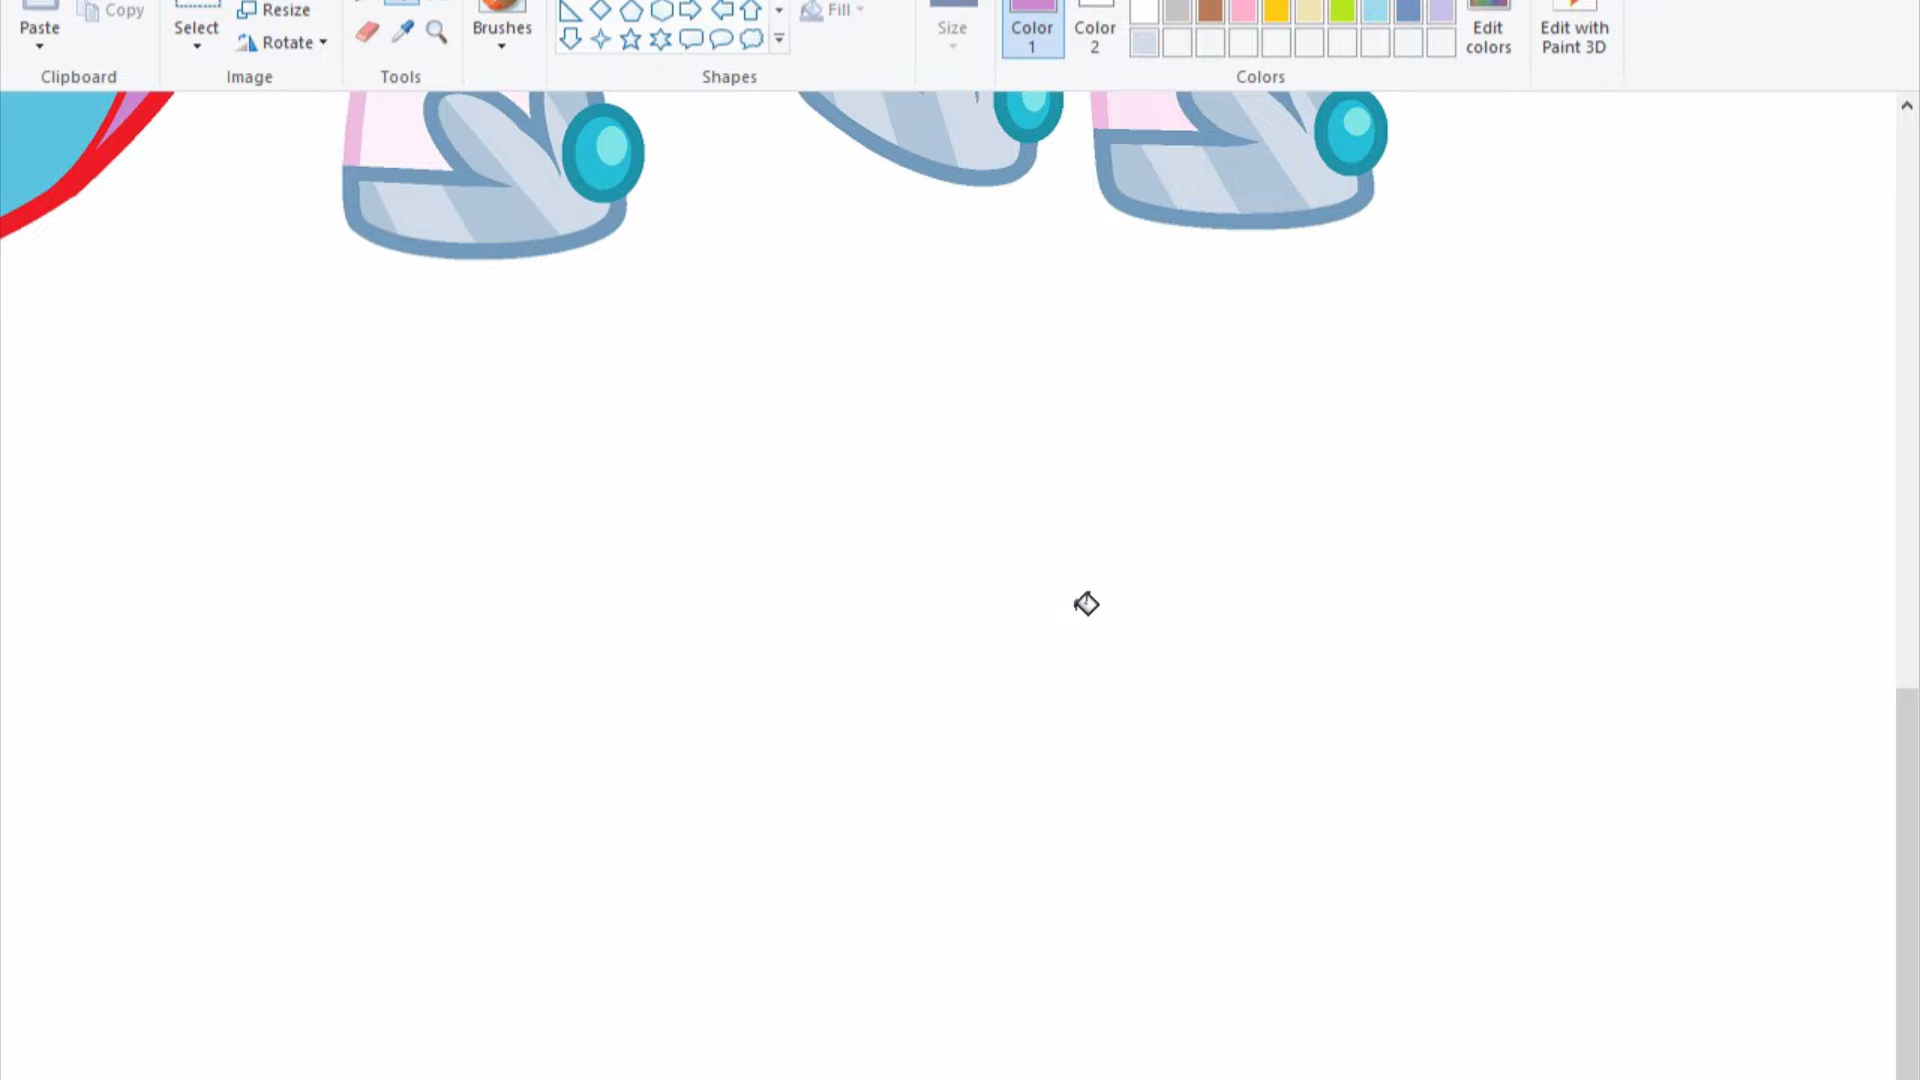 Paste
Copy
Clipboard
Select
Resize
Rotate
Image
Tools
Brushes
Fill
Shapes
Size
Color
1
Color
2
Edit
colors
Colors
Edit with
Paint 3D